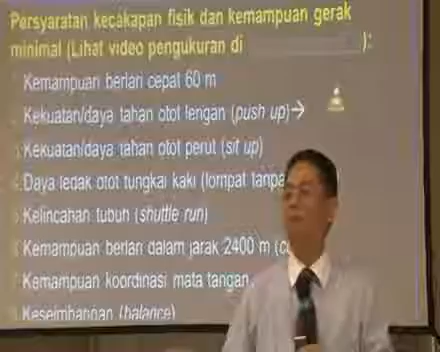 Persyaratan kecakapan fisik dan kemampuan gerak
minimal (Lihat video pengukuran di ):
Kemampuan berlari cepat 60 m
Kekuatan/daya tahan otot lengan (push up)→
Kekuatan/daya tahan otot perut (sit up)
Daya ledak otot tungkai kaki (lompat tanpa
Kelincahan tubuh (shuttle run)
Kemampuan berlari dalam jarak 2400 m (c
Kemampuan koordinasi mata tangan,
Keseimbangan (balance)